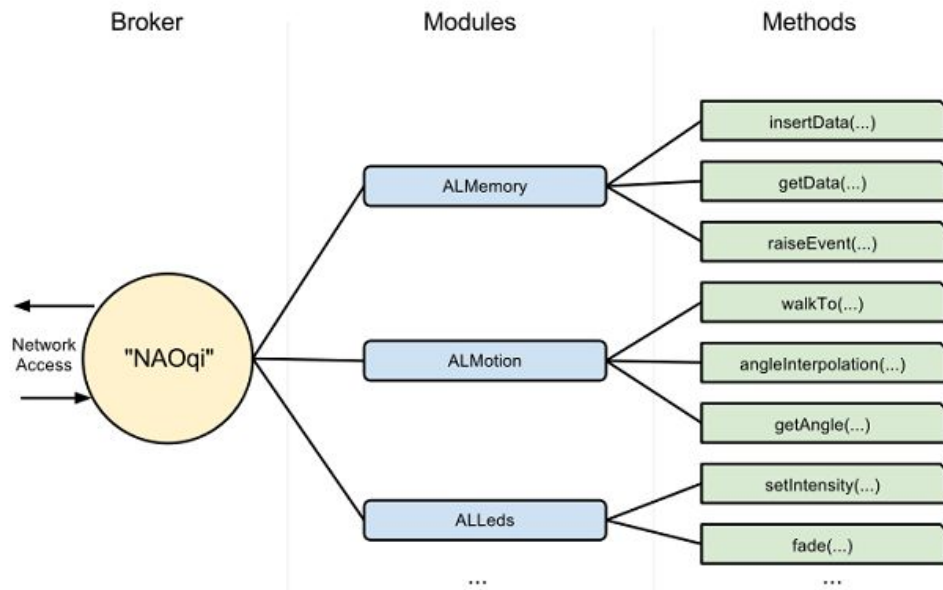 Broker
Modules
Methods
insertData(...)
ALMemory
getData(...)
raiseEvent(...)
walkTo(...)
Network
Access
"NAOqi"
ALMotion
angleInterpolation(...)
getAngle(...)
setIntensity(...)
ALLeds
fade(...)
...
...